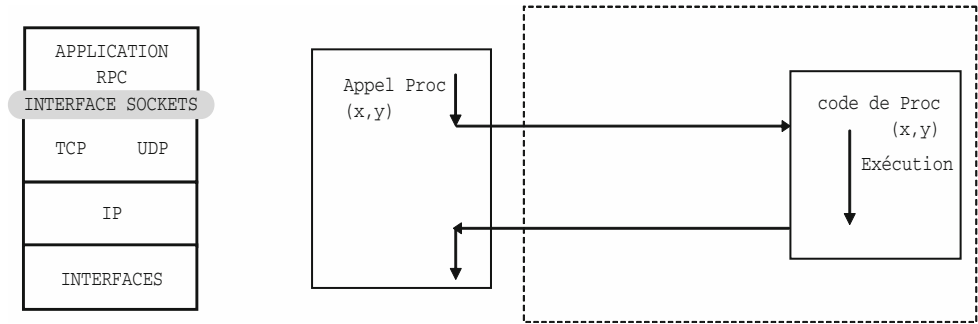 APPLICATION
RPC
INTERFACE SOCKETS
TCP UDP
IP
INTERFACES
Appel Proc
(x,y)
code de Proc
(x,y)
Exécution